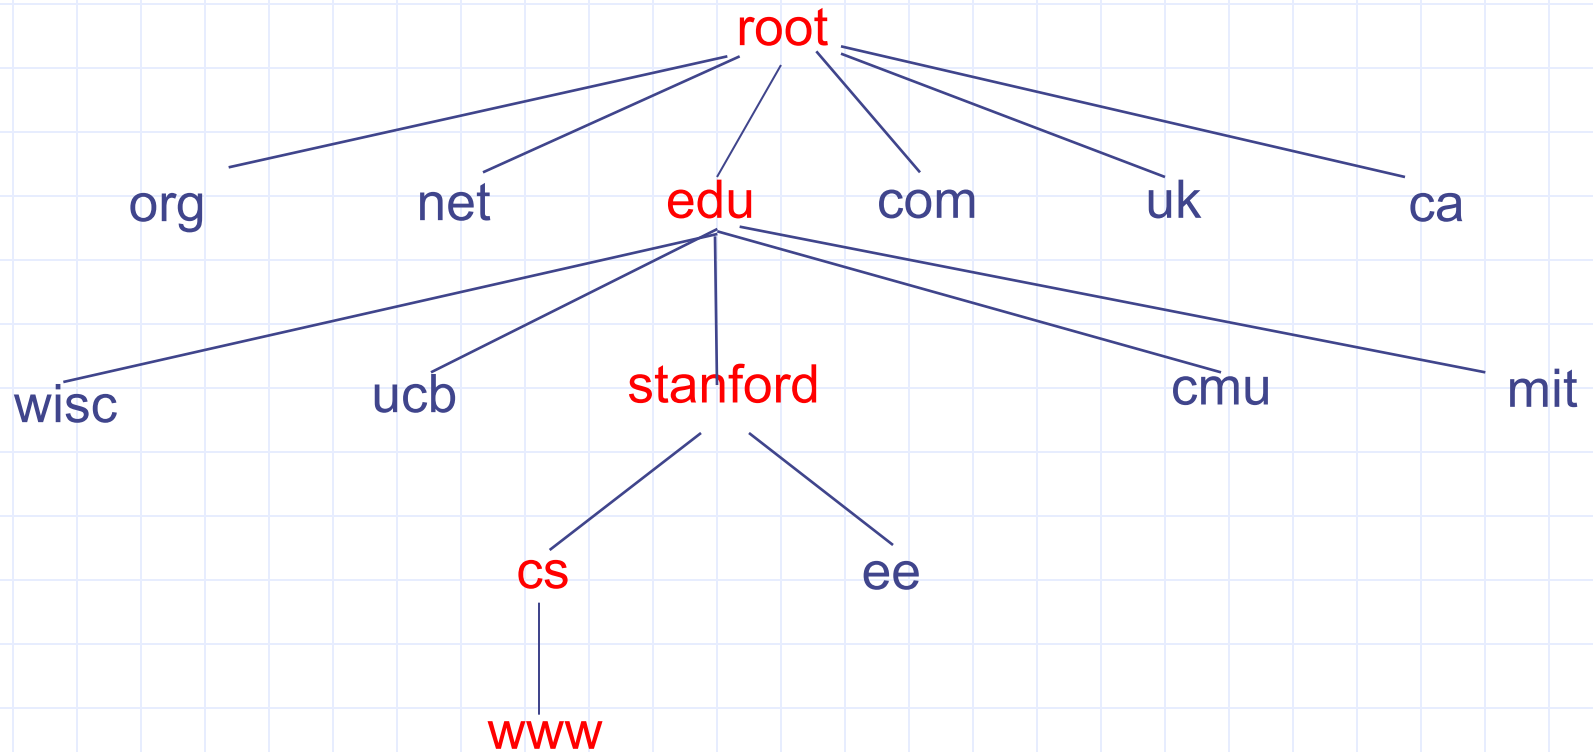 root
org net edu com uk ca
wisc ucb stanford cmu mit
cs ee
www